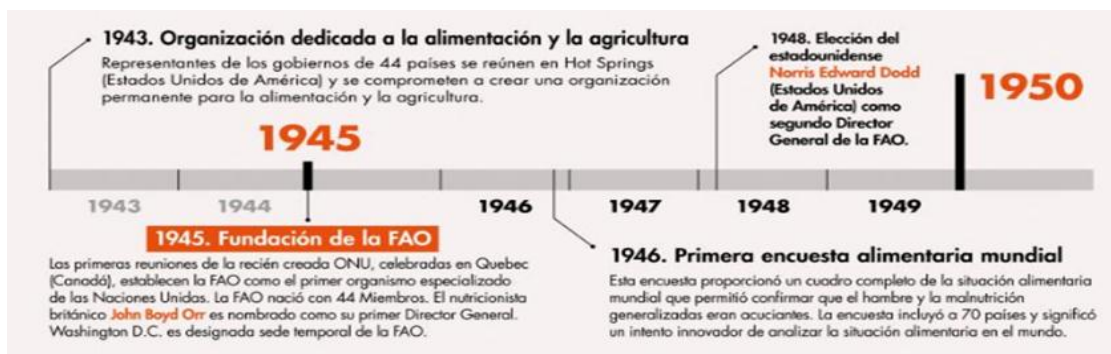 1943. Organización dedicada a la alimentación y la agricultura
Representantes de los gobiernos de 44 países se reúnen en Hot Springs
(Estados Unidos de América) y se comprometen a crear una organización
permanente para la alimentación y la agricultura.
1948. Elección del
estadounidense
Norris Edward Dodd
(Estados Unidos
de América) como
segundo Director
General de la FAO.
1950
1945
1943 1944 1946 1947 1948 1949
1945. Fundación de la FAO
Las primeras reuniones de la recién creada ONU, celebradas en Quebec
(Canadá), establecen la FAO como el primer organismo especializado
de las Naciones Unidas. La FAO nació con 44 Miembros. El nutricionista
británico John Boyd Orr es nombrado como su primer Director General.
Washington D.C. es designada sede temporal de la FAO.
1946. Primera encuesta alimentaria mundial
Esta encuesta proporcionó un cuadro completo de la situación alimentaria
mundial que permitió confirmar que el hambre y la malnutrición
generalizadas eran acuciantes. La encuesta incluyó a 70 países y significó
un intento innovador de analizar la situación alimentaria en el mundo.